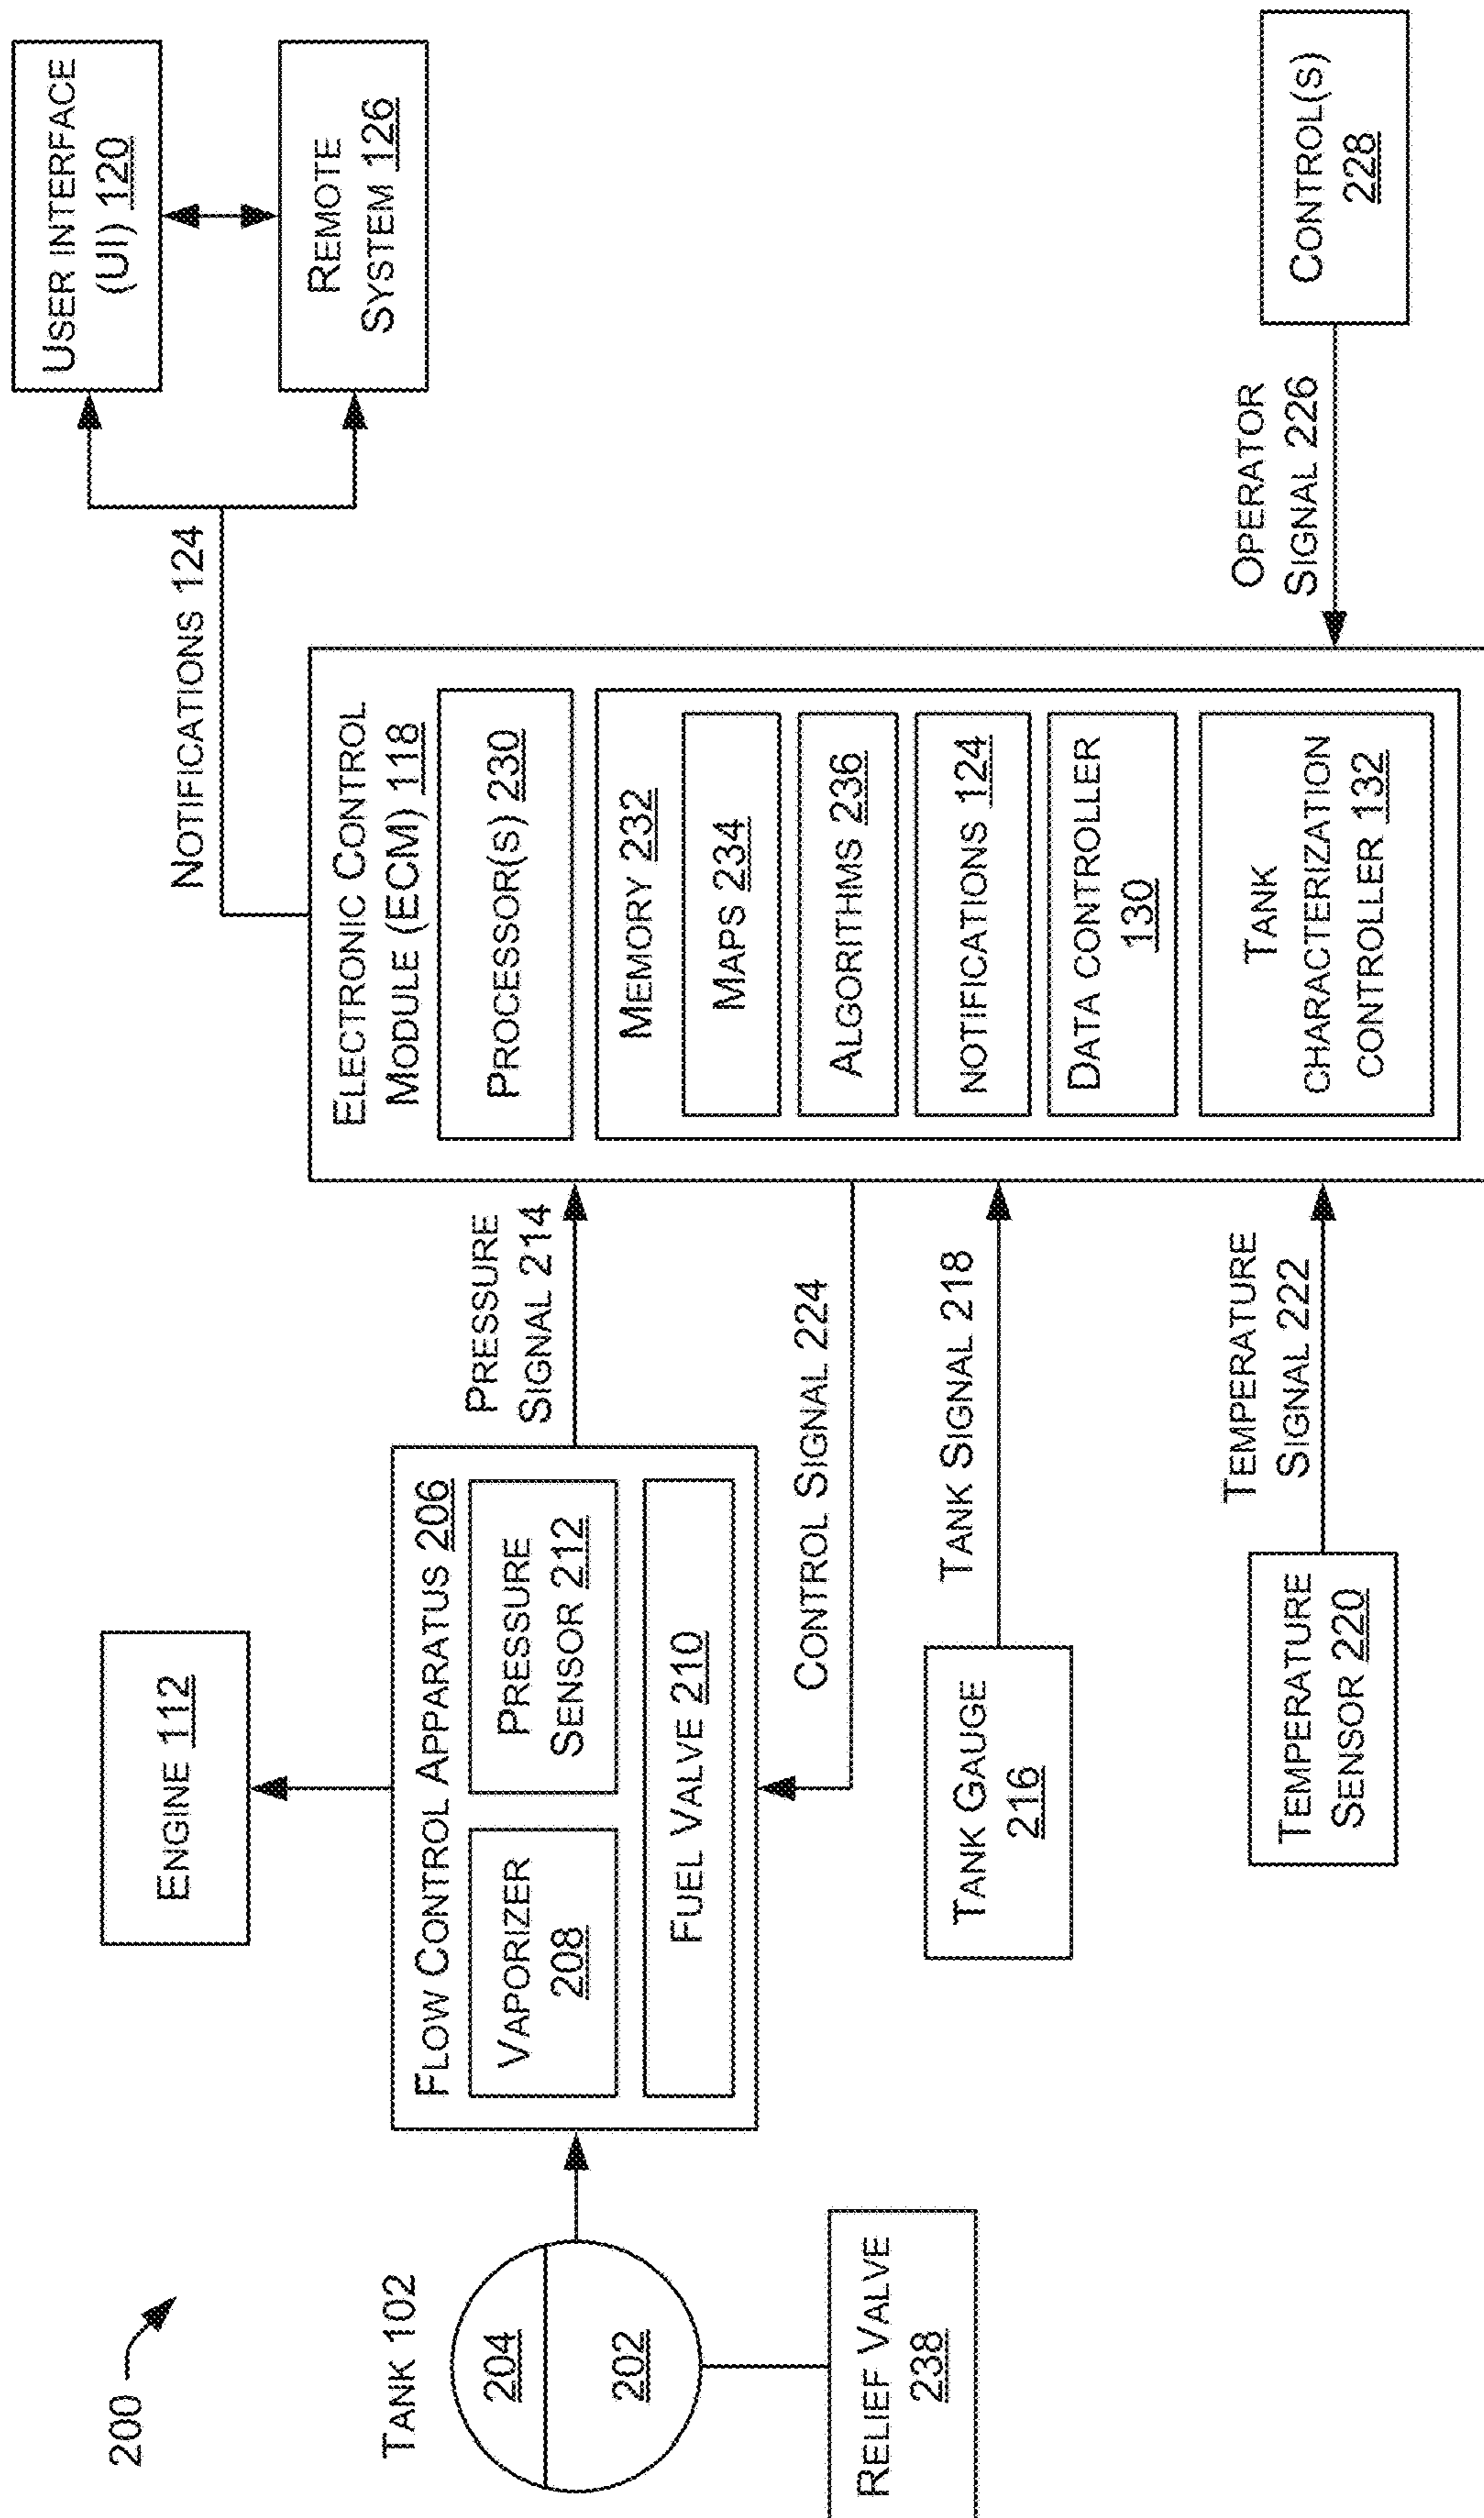 200
TANK 102
204
202
RELIEF VALVE
238
ENGINE 112
FLOW CONTROL APPARATUS 206
VAPORIZER
208
PRESSURE
SENSOR 212
FUEL VALVE 210
PRESSURE
SIGNAL 214
CONTROL SIGNAL 224
TANK GAUGE
216
TANK SIGNAL 218
TEMPERATURE
SENSOR 220
TEMPERATURE
SIGNAL 222
ELECTRONIC CONTROL
MODULE (ECM) 118
PROCESSOR(S) 230
MEMORY 232
MAPS 234
ALGORITHMS 236
NOTIFICATIONS 124
DATA CONTROLLER
130
TANK
CHARACTERIZATION
CONTROLLER 132
NOTIFICATIONS 124
USER INTERFACE
(UI) 120
REMOTE
SYSTEM 126
OPERATOR
SIGNAL 226
CONTROL(S)
228